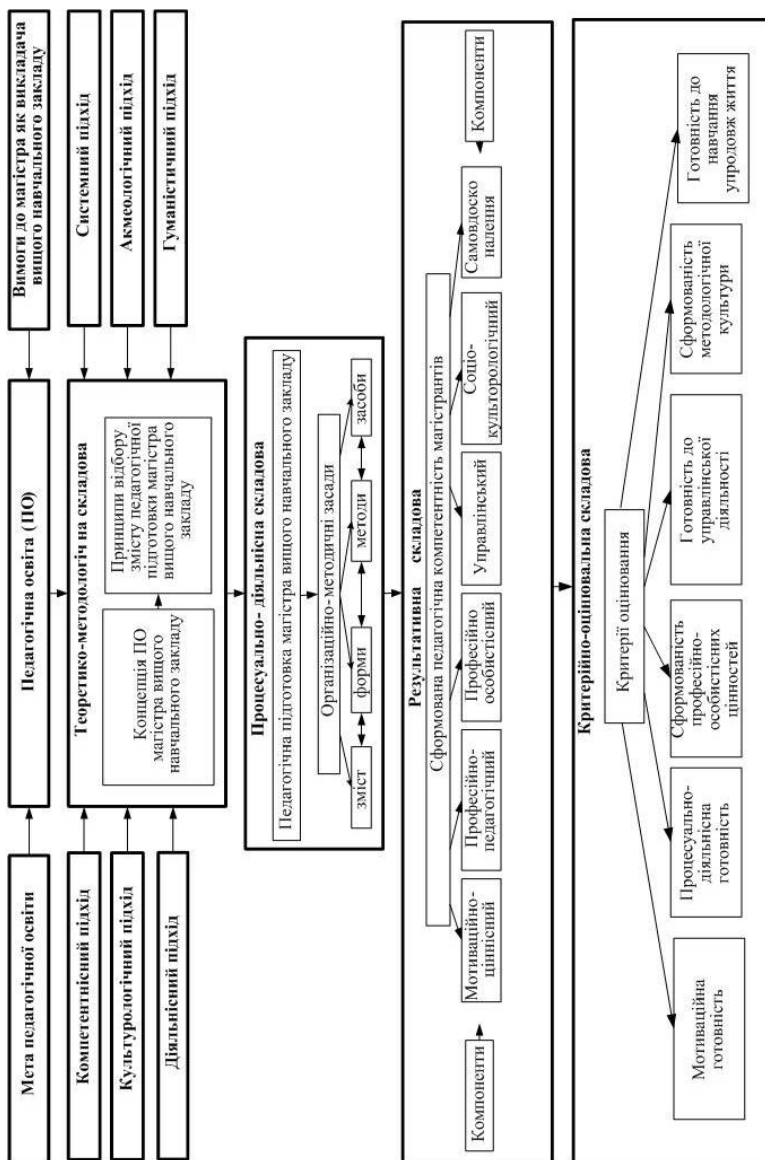 Мета педагогічної освіти
Педагогічна освіта (ПО)
Вимоги до магістра як викладача
вищого навчального закладу
Компетентнісний підхід
Культурологічний підхід
Діяльнісний підхід
Теоретико-методологіч на складова
Концепція ПО
магістра вищого
навчального закладу
Принципи відбору
змісту педагогічної
підготовки магістра
вищого навчального
закладу
Системний підхід
Акмеологічний підхід
Гуманістичний підхід
Процесуально- діяльнісна складова
Педагогічна підготовка магістра вищого навчального закладу
Організаційно-методичні засади
зміст
форми
методи
засоби
Результативна складова
Сформована педагогічна компетентність магістрантів
Компоненти
Мотиваційно-
ціннісний
Професійно-
педагогічний
Професійно
особистісний
Управлінський
Соціо-
культорологічний
Самовдоско
налення
Компоненти
Критерійно-оцінювальна складова
Критерії оцінювання
Мотиваційна
готовність
Процесуально-
діяльнісна
готовність
Сформованість
професійно-
особистісних
цінностей
Готовність до
управлінської
діяльності
Сформованість
методологічної
культури
Готовність до
навчання
упродовж життя